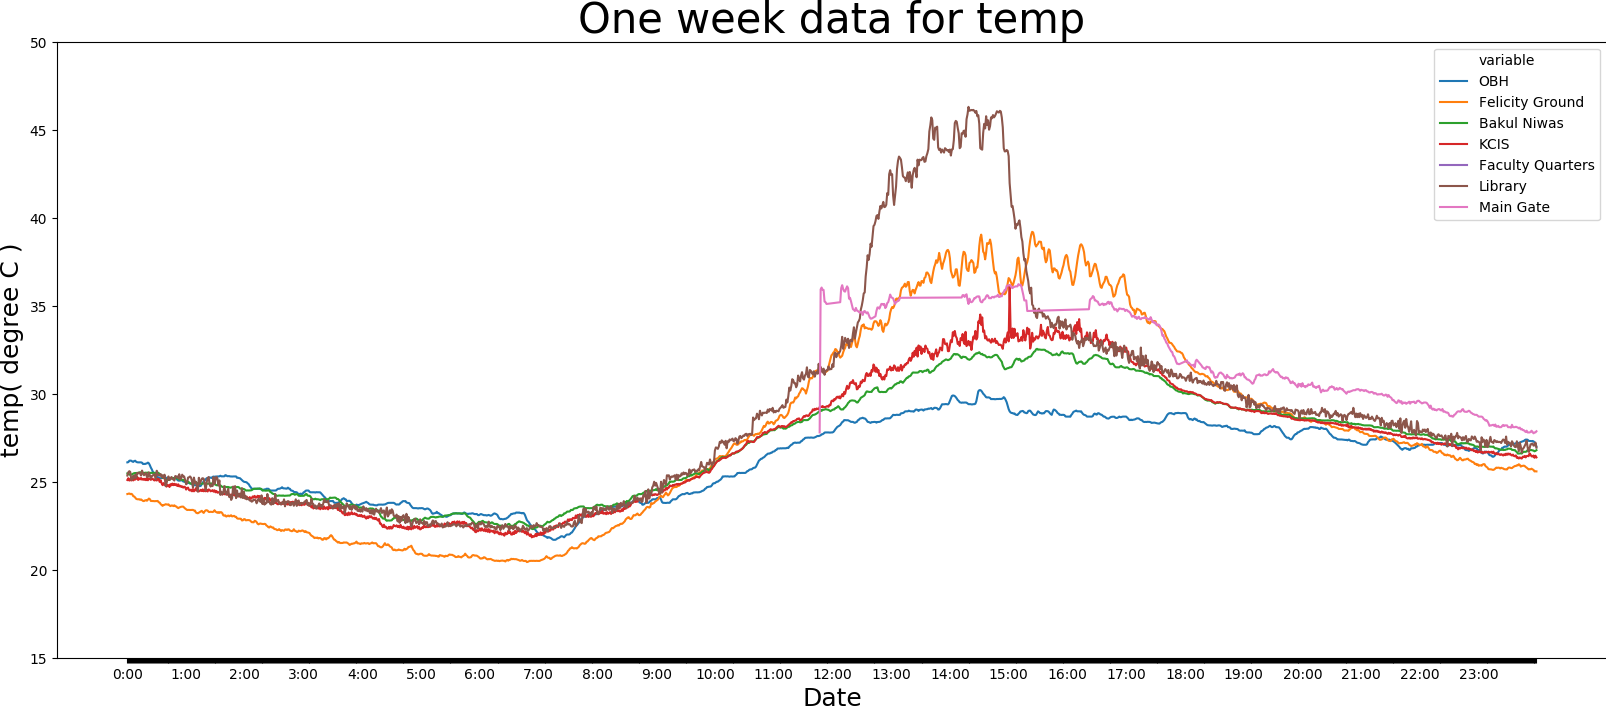 One week data for temp
50
45
40
35
30
25
20
15
temp( degree C )
variable
OBH
Felicity Ground
Bakul Niwas
KCIS
Faculty Quarters
Library
Main Gate
0:00 1:00 2:00 3:00 4:00 5:00 6:00 7:00 8:00 9:00 10:00 11:00 12:00 13:00 14:00 15:00 16:00 17:00 18:00 19:00 20:00 21:00 22:00 23:00
Date